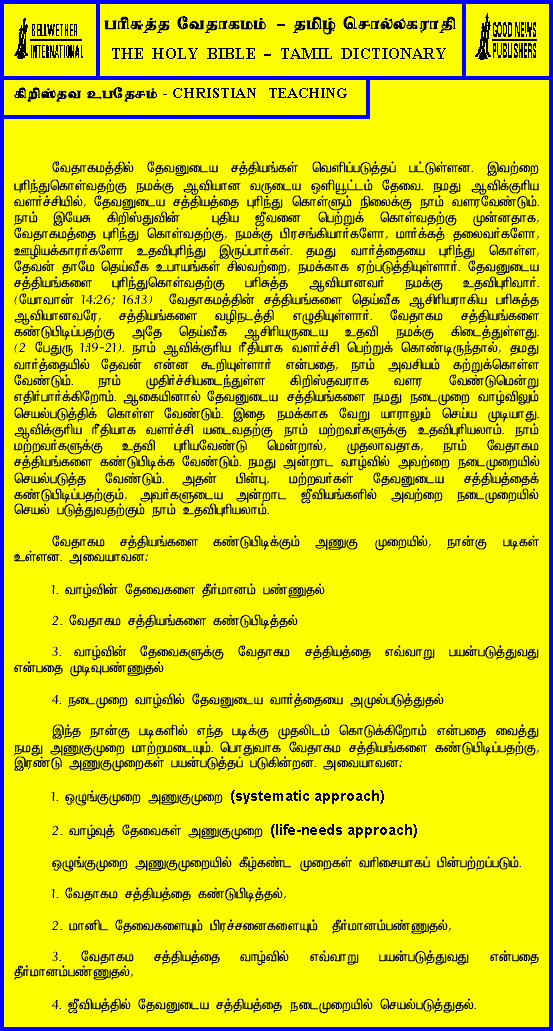 BELLWETHER
INTERNATIONAL
பரிசுத்த வேதாகமம் – தமிழ் சொல்லகராதி
THE HOLY BIBLE – TAMIL DICTIONARY
GOOD NEWS
PUBLISHERS
கிறிஸ்தவ உபதேசம் - CHRISTIAN TEACHING
வேதாகமத்தில் தேவனுடைய சத்தியங்கள் வெளிப்படுத்தப் பட்டுள்ளன. இவற்றை
புரிந்துகொள்வதற்கு நமக்கு ஆவியான வருடைய ஒளியூட்டம் தேவை. நமது ஆவிக்குரிய
வளர்ச்சியில், தேவனுடைய சத்தியத்தை புரிந்து கொள்ளும் நிலைக்கு நாம் வளரவேண்டும்.
நாம் இயேசு கிறிஸ்துவின் புதிய ஜீவனை பெற்றுக் கொள்வதற்கு முன்னதாக,
வேதாகமத்தை புரிந்து கொள்வதற்கு, நமக்கு பிரசங்கியார்களோ, மார்க்கத் தலைவர்களோ,
ஊழியக்காரர்களோ உதவிபுரிந்து இருப்பார்கள். தமது வார்த்தையை புரிந்து கொள்ள,
தேவன் தாமே தெய்வீக உபாயங்கள் சிலவற்றை, நமக்காக ஏற்படுத்தியுள்ளார். தேவனுடைய
சத்தியங்களை புரிந்துகொள்வதற்கு பரிசுத்த ஆவியானவர் நமக்கு உதவிபுரிவார்.
(யோவான் 14:26; 16:13) வேதாகமத்தின் சத்தியங்களை தெய்வீக ஆசிரியராகிய பரிசுத்த
ஆவியானவரே, சத்தியங்களை வழிநடத்தி எழுதியுள்ளார். வேதாகம சத்தியங்களை
கண்டுபிடிப்பதற்கு அதே தெய்வீக ஆசிரியருடைய உதவி நமக்கு கிடைத்துள்ளது.
(2 பேதுரு 1:19-21). நாம் ஆவிக்குரிய ரீதியாக வளர்ச்சி பெற்றுக் கொண்டிருந்தால், தமது
வார்த்தையில் தேவன் என்ன கூறியுள்ளார் என்பதை, நாம் அவசியம் கற்றுக்கொள்ள
வேண்டும். நாம் முதிர்ச்சியடைந்துள்ள கிறிஸ்தவராக வளர வேண்டுமென்று
எதிர்பார்க்கிறோம். ஆகையினால் தேவனுடைய சத்தியங்களை நமது நடைமுறை வாழ்விலும்
செயல்படுத்திக் கொள்ள வேண்டும். இதை நமக்காக வேறு யாராலும் செய்ய முடியாது.
ஆவிக்குரிய ரீதியாக வளர்ச்சி யடைவதற்கு நாம் மற்றவர்களுக்கு உதவிபுரியலாம். நாம்
மற்றவர்களுக்கு உதவி புரியவேண்டு மென்றால், முதலாவதாக, நாம் வேதாகம
சத்தியங்களை கண்டுபிடிக்க வேண்டும். நமது அன்றாட வாழ்வில் அவற்றை நடைமுறையில்
செயல்படுத்த வேண்டும். அதன் பின்பு, மற்றவர்கள் தேவனுடைய சத்தியத்தைக்
கண்டுபிடிப்பதற்கும், அவர்களுடைய அன்றாட ஜீவியங்களில் அவற்றை நடைமுறையில்
செயல் படுத்துவதற்கும் நாம் உதவிபுரியலாம்.
வேதாகம சத்தியங்களை கண்டுபிடிக்கும் அணுகு முறையில், நான்கு படிகள்
உள்ளன. அவையாவன:
1. வாழ்வின் தேவைகளை தீர்மானம் பண்ணுதல்
2. வேதாகம சத்தியங்களை கண்டுபிடித்தல்
3. வாழ்வின் தேவைகளுக்கு வேதாகம சத்தியத்தை எவ்வாறு பயன்படுத்துவது
என்பதை முடிவுபண்ணுதல்
4. நடைமுறை வாழ்வில் தேவனுடைய வார்த்தையை அமுல்படுத்துதல்
இந்த நான்கு படிகளில் எந்த படிக்கு முதலிடம் கொடுக்கிறோம் என்பதை வைத்து
நமது அணுகுமுறை மாற்றமடையும். பொதுவாக வேதாகம சத்தியங்களை கண்டுபிடிப்பதற்கு,
இரண்டு அணுகுமுறைகள் பயன்படுத்தப் படுகின்றன. அவையாவன:
1. ஒழுங்குமுறை அணுகுமுறை (systematic approach)
2. வாழ்வுத் தேவைகள் அணுகுமுறை (life-needs approach)
ஒழுங்குமுறை அணுகுமுறையில் கீழ்கண்ட முறைகள் வரிசையாகப் பின்பற்றப்படும்.
1. வேதாகம சத்தியத்தை கண்டுபிடித்தல்,
2. மானிட தேவைகளையும் பிரச்சனைகளையும் தீர்மானம்பண்ணுதல்,
3. வேதாகம சத்தியத்தை வாழ்வில் எவ்வாறு பயன்படுத்துவது என்பதை
தீர்மானம்பண்ணுதல்,
4. ஜீவியத்தில் தேவனுடைய சத்தியத்தை நடைமுறையில் செயல்படுத்துதல்.